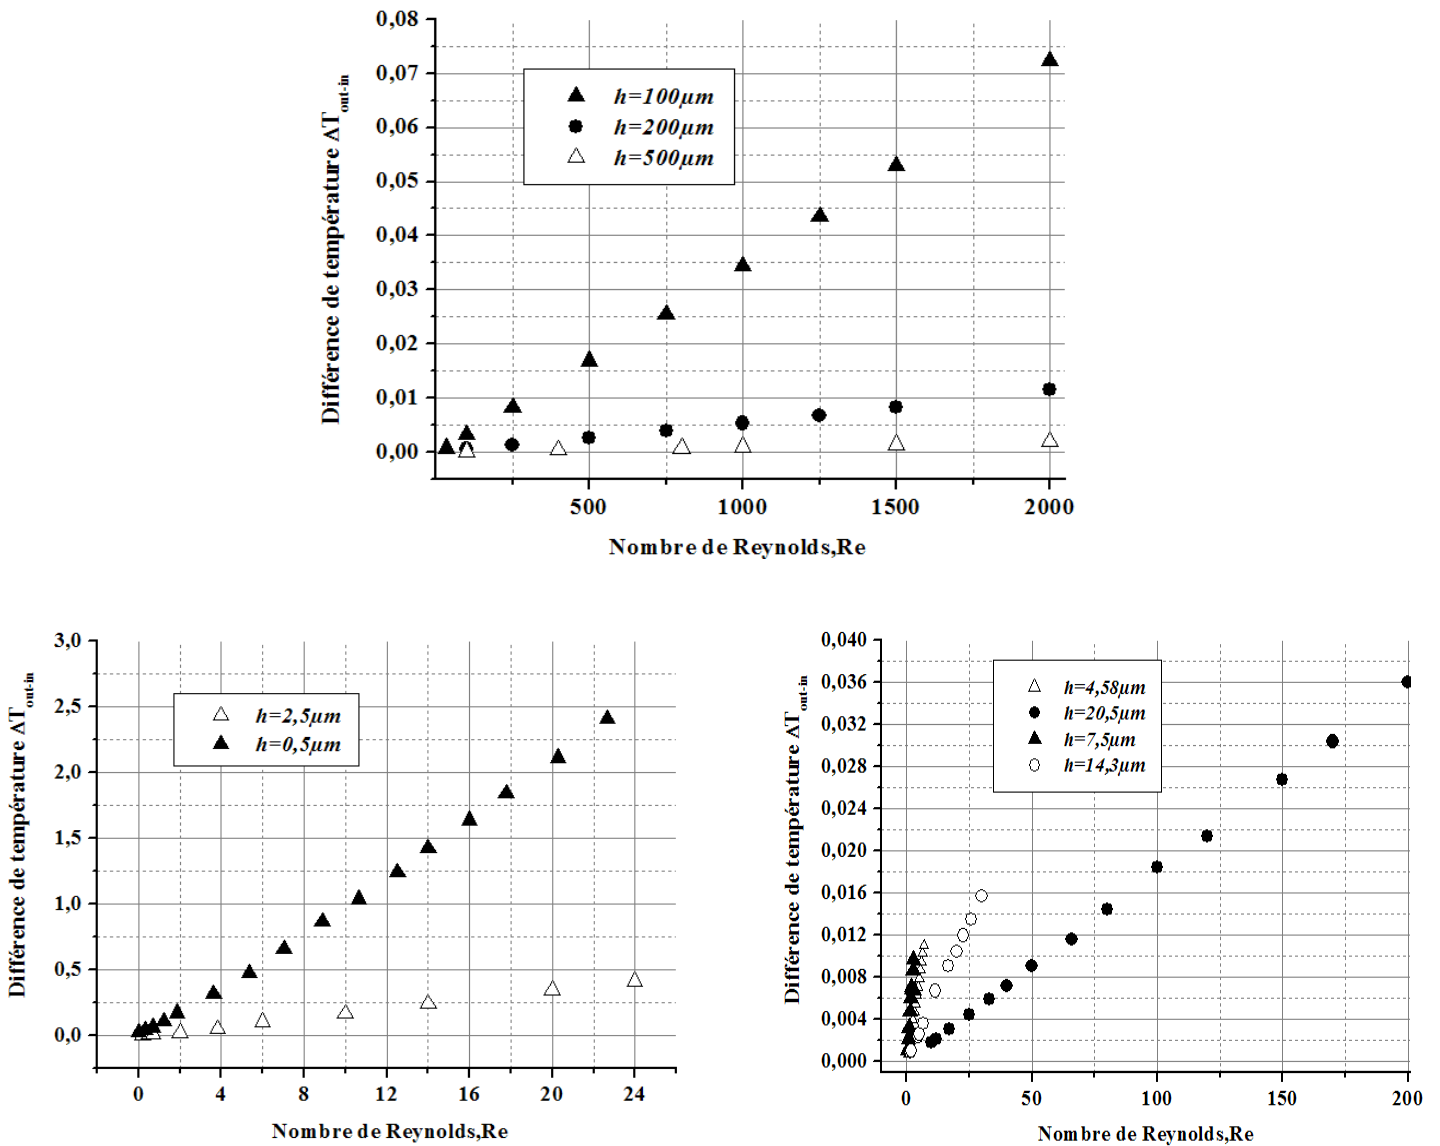 0,08
0,07
0,06
0,05
0,04
0,03
0,02
0,01
0,00
Différence de température ΔTout-in
h=100µm
h=200µm
h=500µm
500 1000 1500 2000
Nombre de Reynolds,Re
3,0
2,5
2,0
1,5
1,0
0,5
0,0
Différence de température ΔTout-in
h=2,5µm
h=0,5µm
0 4 8 12 16 20 24
Nombre de Reynolds,Re
0,040
0,036
0,032
0,028
0,024
0,020
0,016
0,012
0,008
0,004
0,000
Différence de température ΔTout-in
h=4,58µm
h=20,5µm
h=7,5µm
h=14,3µm
0 50 100 150 200
Nombre de Reynolds,Re